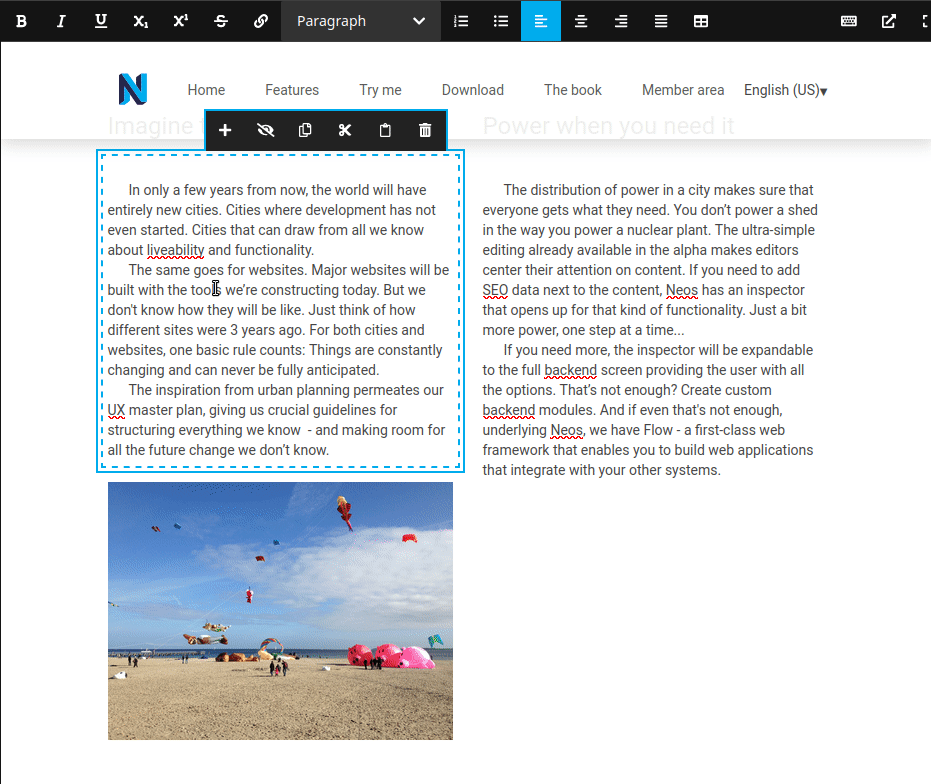 B I U X₁ X¹ S Paragraph
N Home Features Try me Download The book Member area English (US)▾
Imagine
Power when you need it
In only a few years from now, the world will have
entirely new cities. Cities where development has not
even started. Cities that can draw from all we know
about liveability and functionality.
The same goes for websites. Major websites will be
built with the tools we’re constructing today. But we
don't know how they will be like. Just think of how
different sites were 3 years ago. For both cities and
websites, one basic rule counts: Things are constantly
changing and can never be fully anticipated.
The inspiration from urban planning permeates our
UX master plan, giving us crucial guidelines for
structuring everything we know  - and making room for
all the future change we don’t know.
The distribution of power in a city makes sure that
everyone gets what they need. You don’t power a shed
in the way you power a nuclear plant. The ultra-simple
editing already available in the alpha makes editors
center their attention on content. If you need to add
SEO data next to the content, Neos has an inspector
that opens up for that kind of functionality. Just a bit
more power, one step at a time...
If you need more, the inspector will be expandable
to the full backend screen providing the user with all
the options. That’s not enough? Create custom
backend modules. And if even that's not enough,
underlying Neos, we have Flow - a first-class web
framework that enables you to build web applications
that integrate with your other systems.